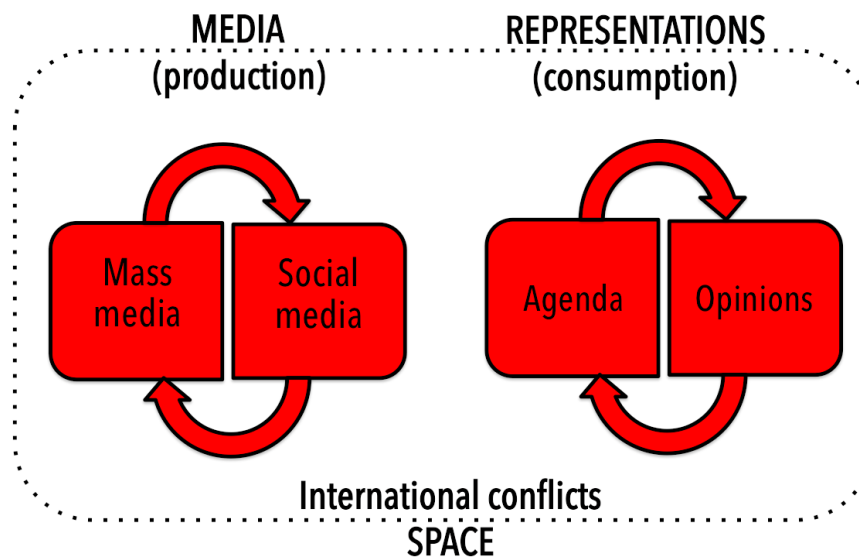 MEDIA
(production)
REPRESENTATIONS
(consumption)
Mass
media
Social
media
Agenda
Opinions
International conflicts
SPACE